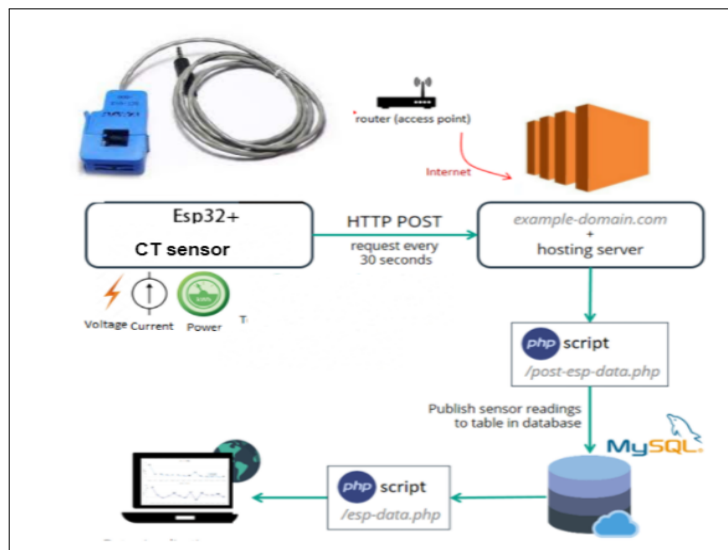 router (access point)
Internet
Esp32+
CT sensor
HTTP POST
request every
30 seconds
example-domain.com
+
hosting server
Voltage Current Power T
php script
/post-esp-data.php
Publish sensor readings
to table in database
MySQL
php script
/esp-data.php